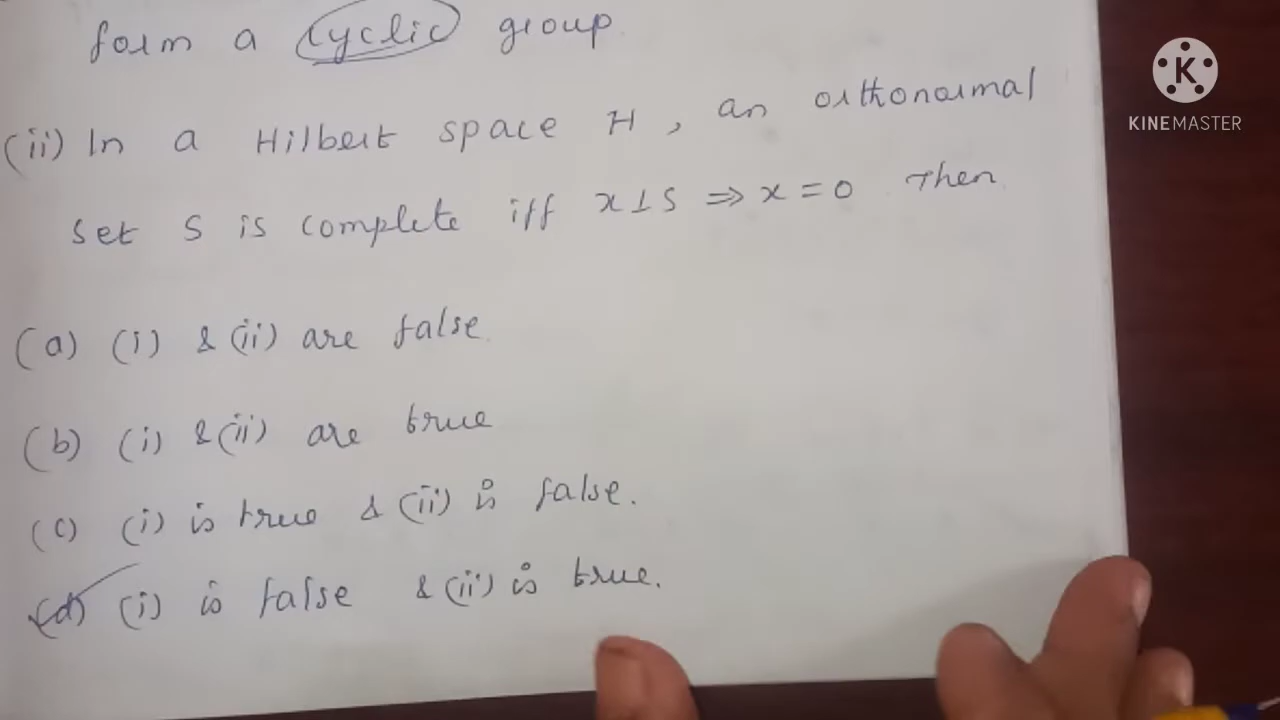 form a cyclic group.
(ii) In a Hilbert space H, an orthonormal
set S is complete iff x⊥S ⇒ x = 0 Then
(a) (i) & (ii) are false.
(b) (i) & (ii) are true
(c) (i) is true & (ii) is false.
(d) (i) is false & (ii) is true.
KINEMASTER